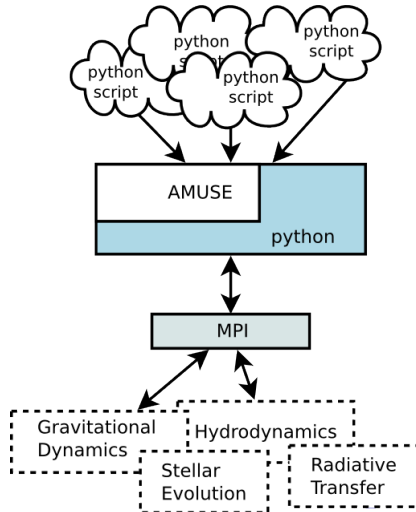 python
script
python
script
python
script
python
script
AMUSE
python
MPI
Gravitational
Dynamics
Hydrodynamics
Stellar
Evolution
Radiative
Transfer